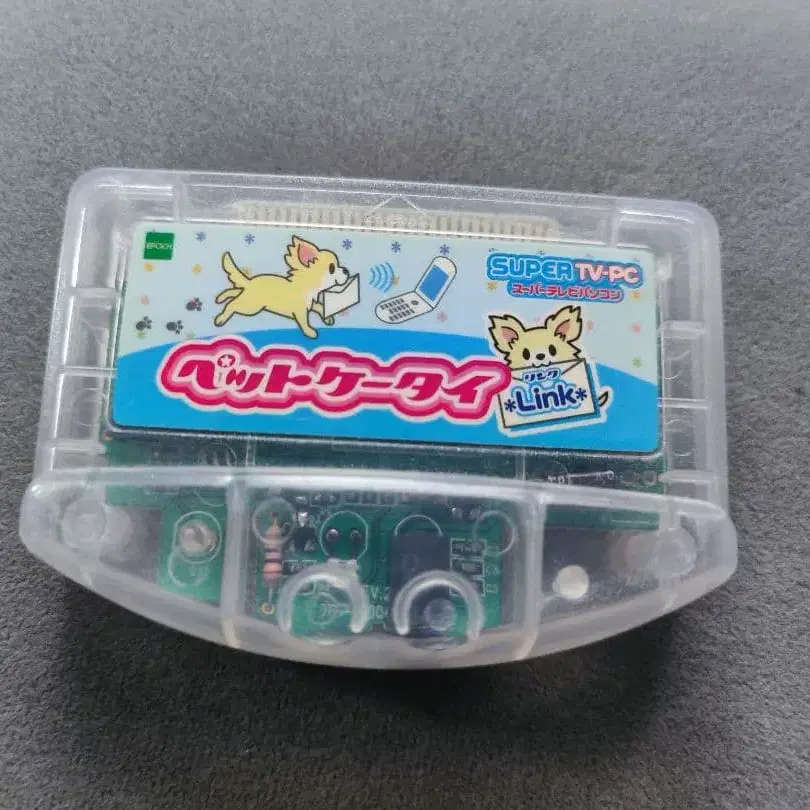 EPOCH
SUPER TV-PC
スーパーテレビパソコン
ペットケータイ
リンク
*Link*